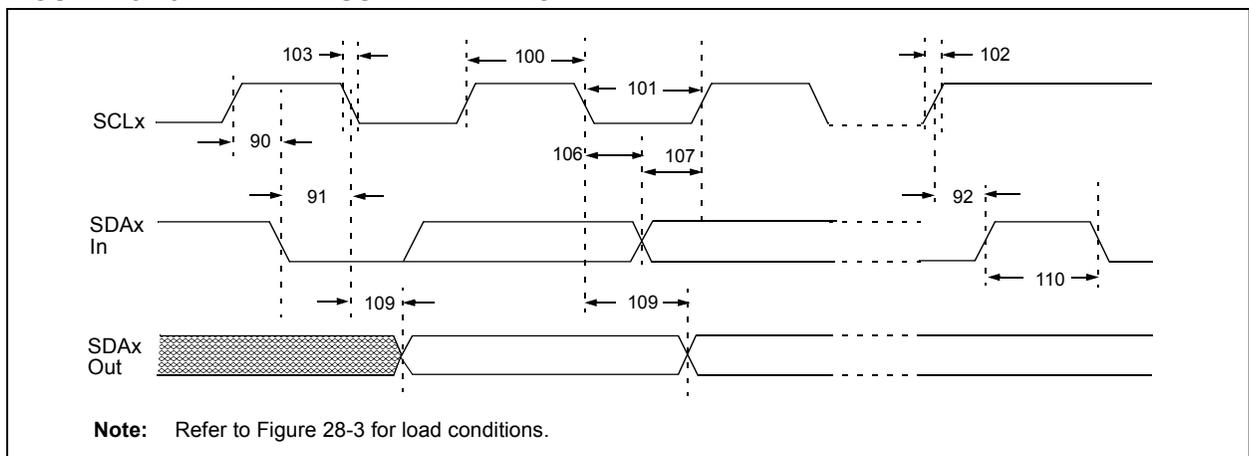 103
100
102
101
SCLx
90
106
107
91
92
SDAx
In
109
109
110
SDAx
Out
Note: Refer to Figure 28-3 for load conditions.